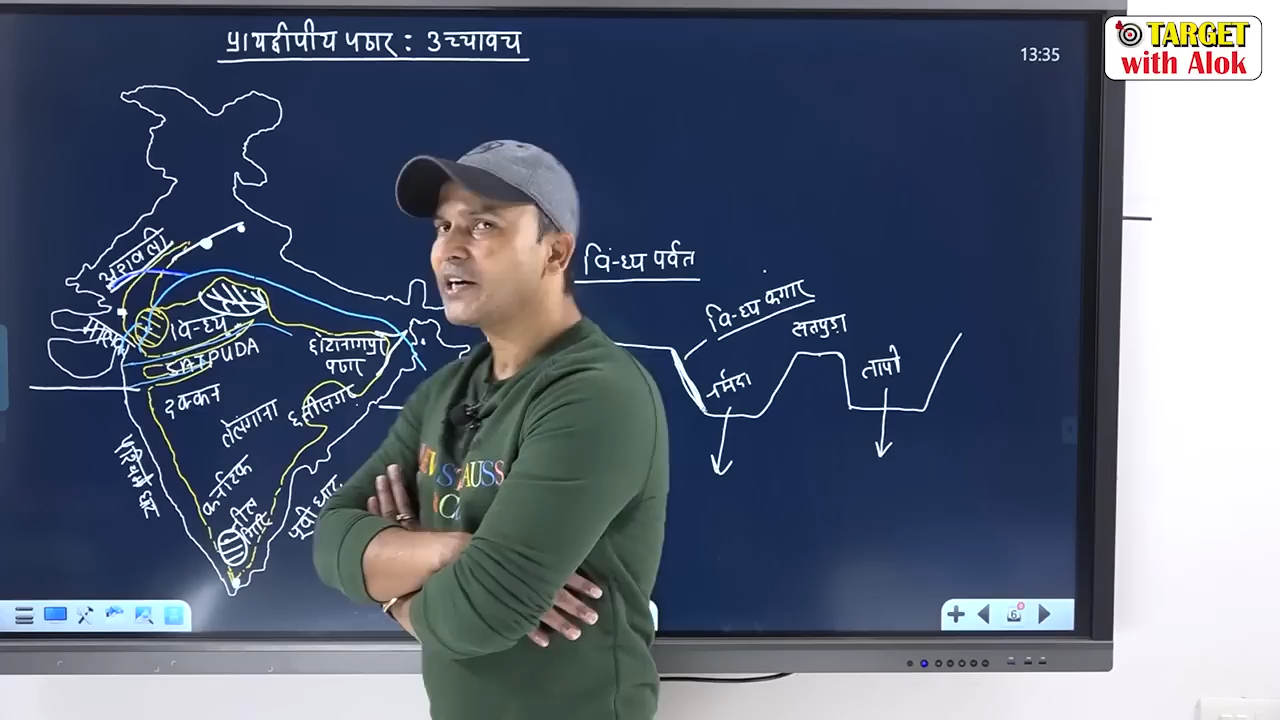 प्रायद्वीपीय पठार : उच्चावच
13:35
TARGET
with Alok
अरावली
विन्ध्य
SATPUDA
छोटानागपुर
पठार
दक्कन
तेलंगाना
छत्तीसगढ़
कर्नाटक
नील
गिरि
पश्चिमी घाट
पूर्वी घाट
विन्ध्य पर्वत
विन्ध्य कगार
सतपुड़ा
नर्मदा
तापी
6